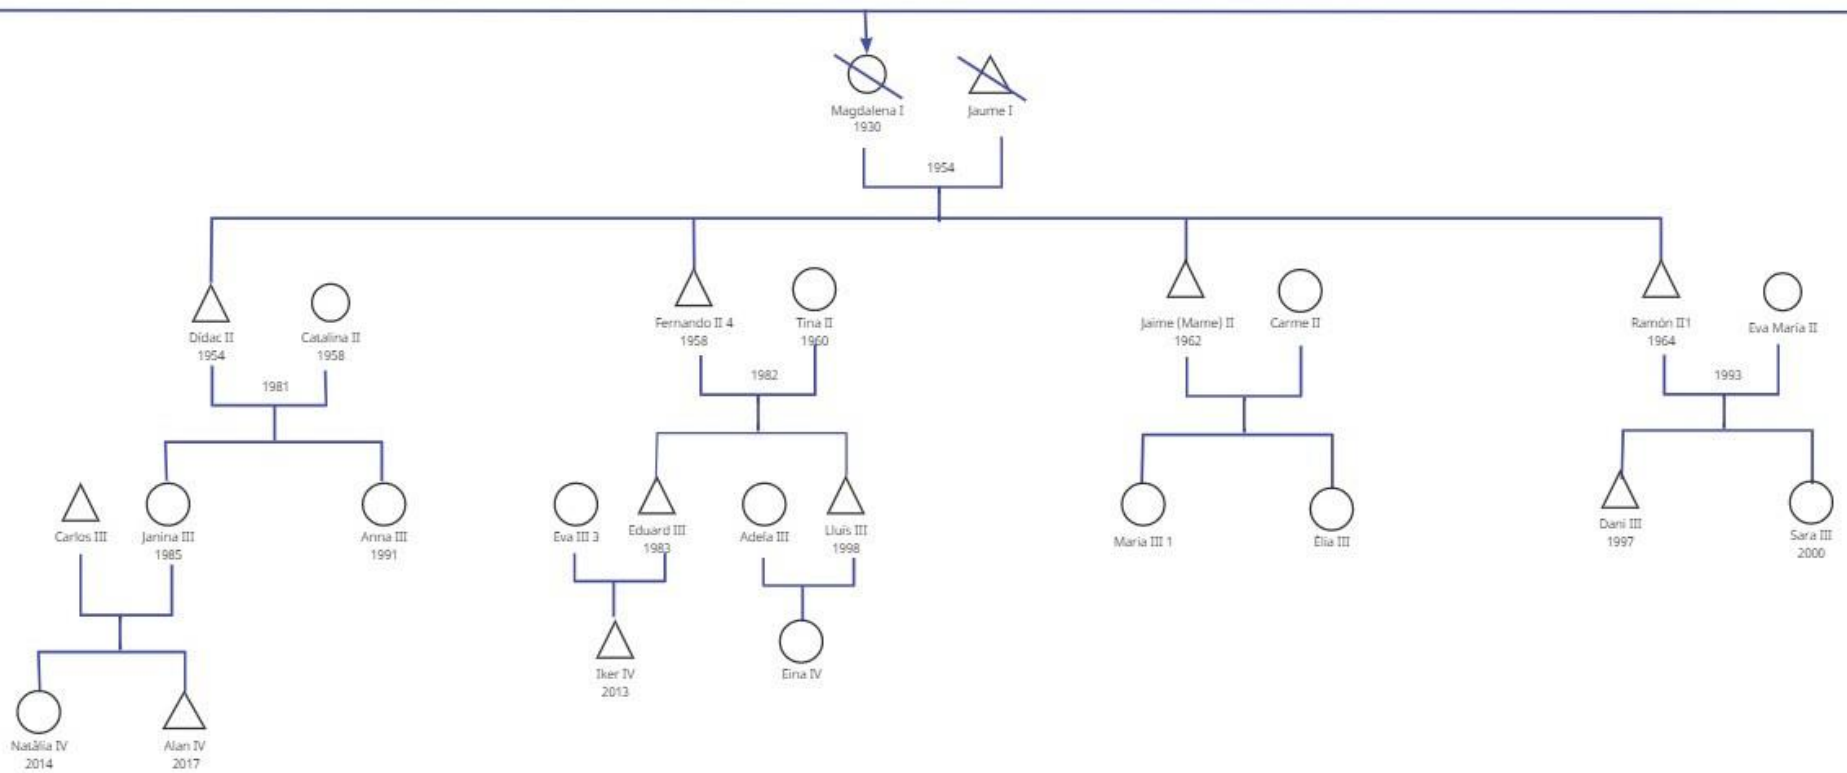 Magdalena I
1930
Jaume I
1954
Dídac II
1954
Catalina II
1958
Fernando II 4
1958
Tina II
1960
Jaime (Mame) II
1962
Carme II
Ramón II1
1964
Eva María II
1981
1982
1993
Carlos III
Janina III
1985
Anna III
1991
Eva III 3
Eduard III
1983
Adela III
Lluís III
1998
Maria III 1
Èlia III
Dani III
1997
Sara III
2000
Iker IV
2013
Eina IV
Natàlia IV
2014
Alan IV
2017